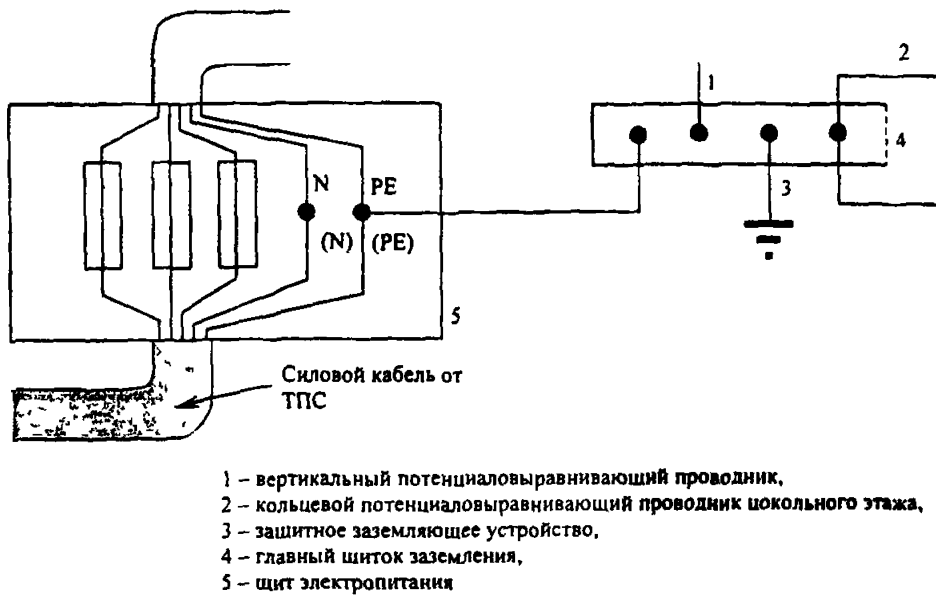 2
1
4
N
PE
3
(N)
(PE)
5
Силовой кабель от
ТПС
1 – вертикальный потенциаловыравнивающий проводник,
2 – кольцевой потенциаловыравнивающий проводник цокольного этажа,
3 – защитное заземляющее устройство,
4 – главный щиток заземления,
5 – щит электропитания